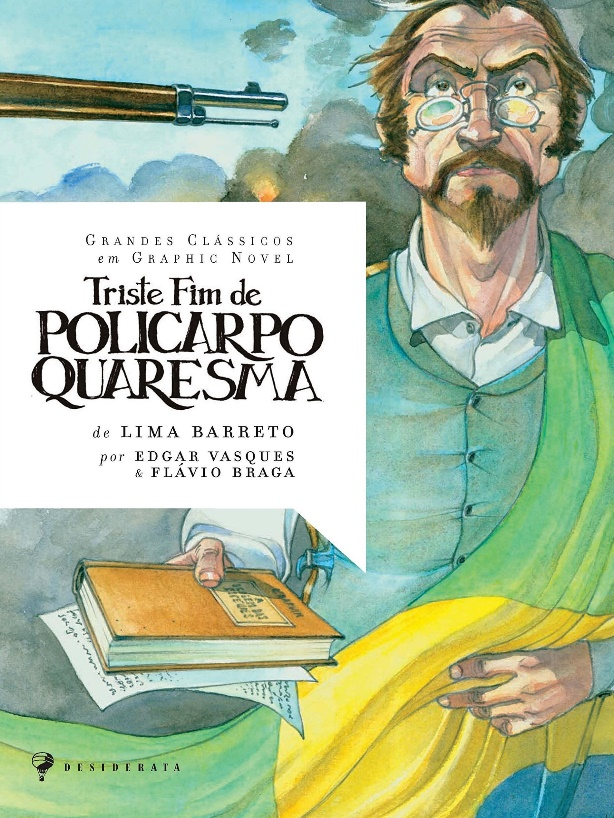 GRANDES CLÁSSICOS
em GRAPHIC NOVEL
Triste Fim de
POLICARPO
QUARESMA
de LIMA BARRETO
por EDGAR VASQUES
& FLÁVIO BRAGA
DESIDERATA